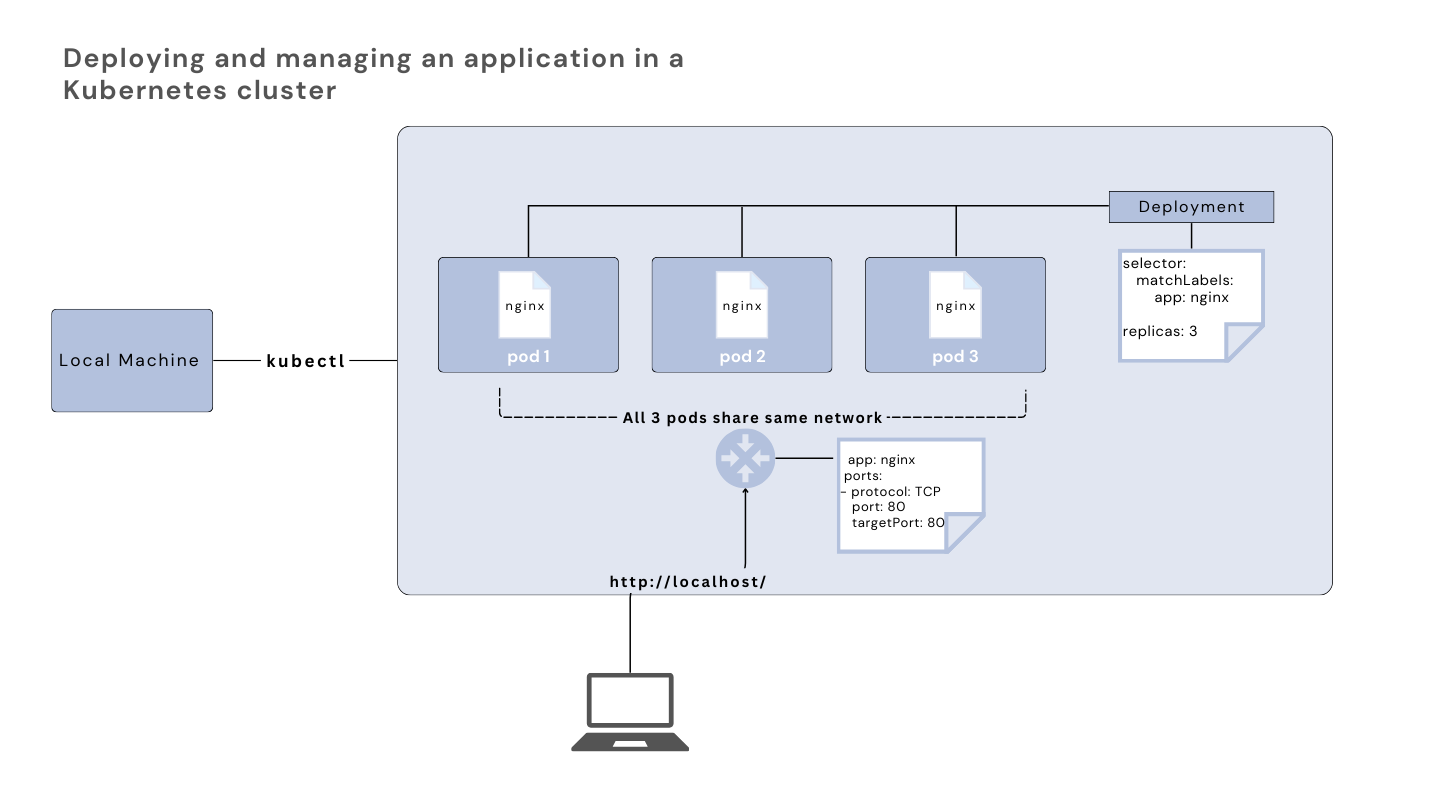 Deploying and managing an application in a
Kubernetes cluster
Deployment
selector:
matchLabels:
app: nginx
replicas: 3
nginx
pod 1
nginx
pod 2
nginx
pod 3
Local Machine
kubectl
All 3 pods share same network
app: nginx
ports:
- protocol: TCP
port: 80
targetPort: 80
http://localhost/